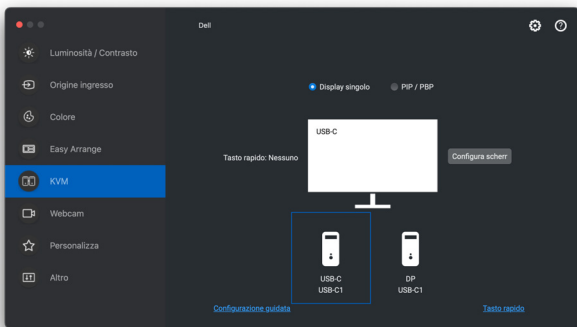 Dell
Luminosità / Contrasto
Origine ingresso
Colore
Easy Arrange
KVM
Webcam
Personalizza
Altro
Display singolo
PIP / PBP
USB-C
Tasto rapido: Nessuno
Configura scherr
USB-C
USB-C1
DP
USB-C1
Configurazione guidata
Tasto rapido